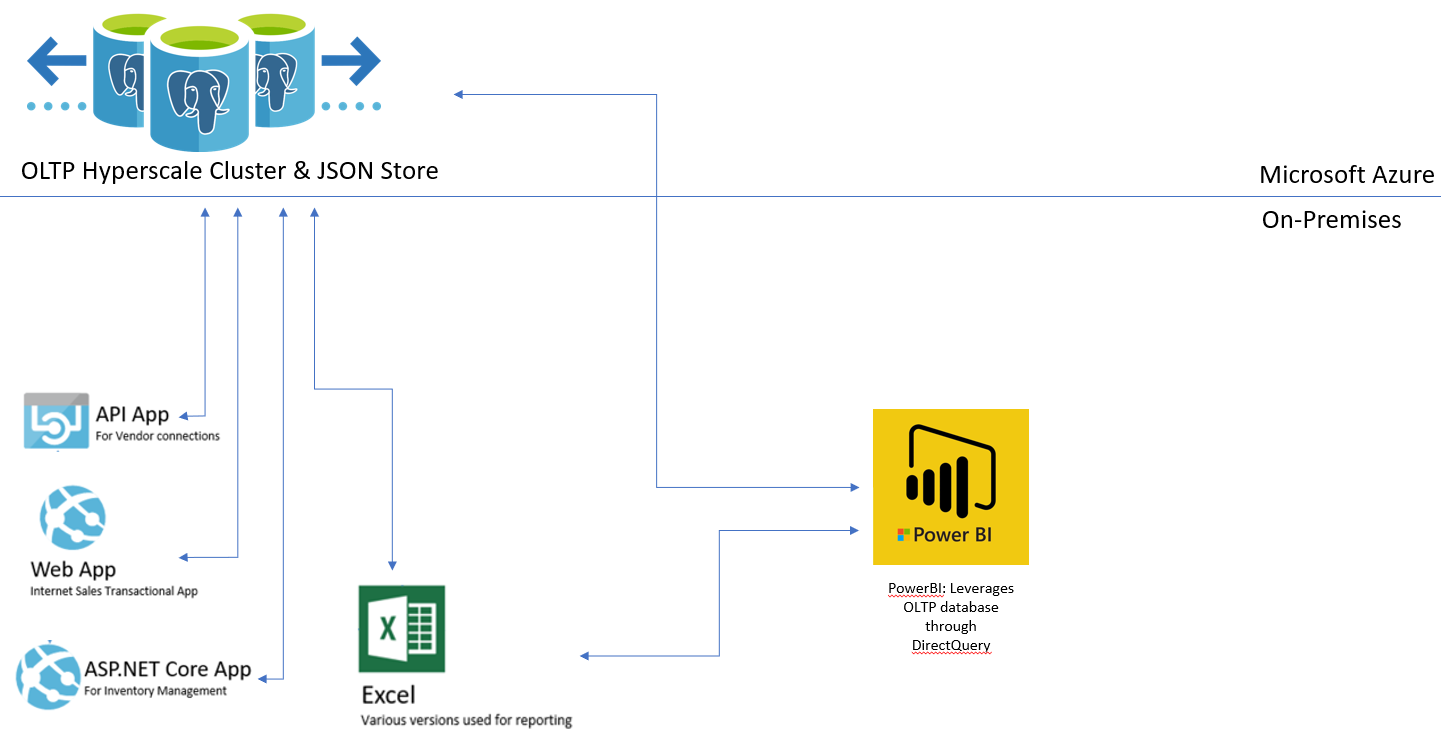 OLTP Hyperscale Cluster & JSON Store
Microsoft Azure
On-Premises
API App
For Vendor connections
Web App
Internet Sales Transactional App
ASP.NET Core App
For Inventory Management
X
Excel
Various versions used for reporting
Power BI
PowerBI: Leverages
OLTP database
through
DirectQuery